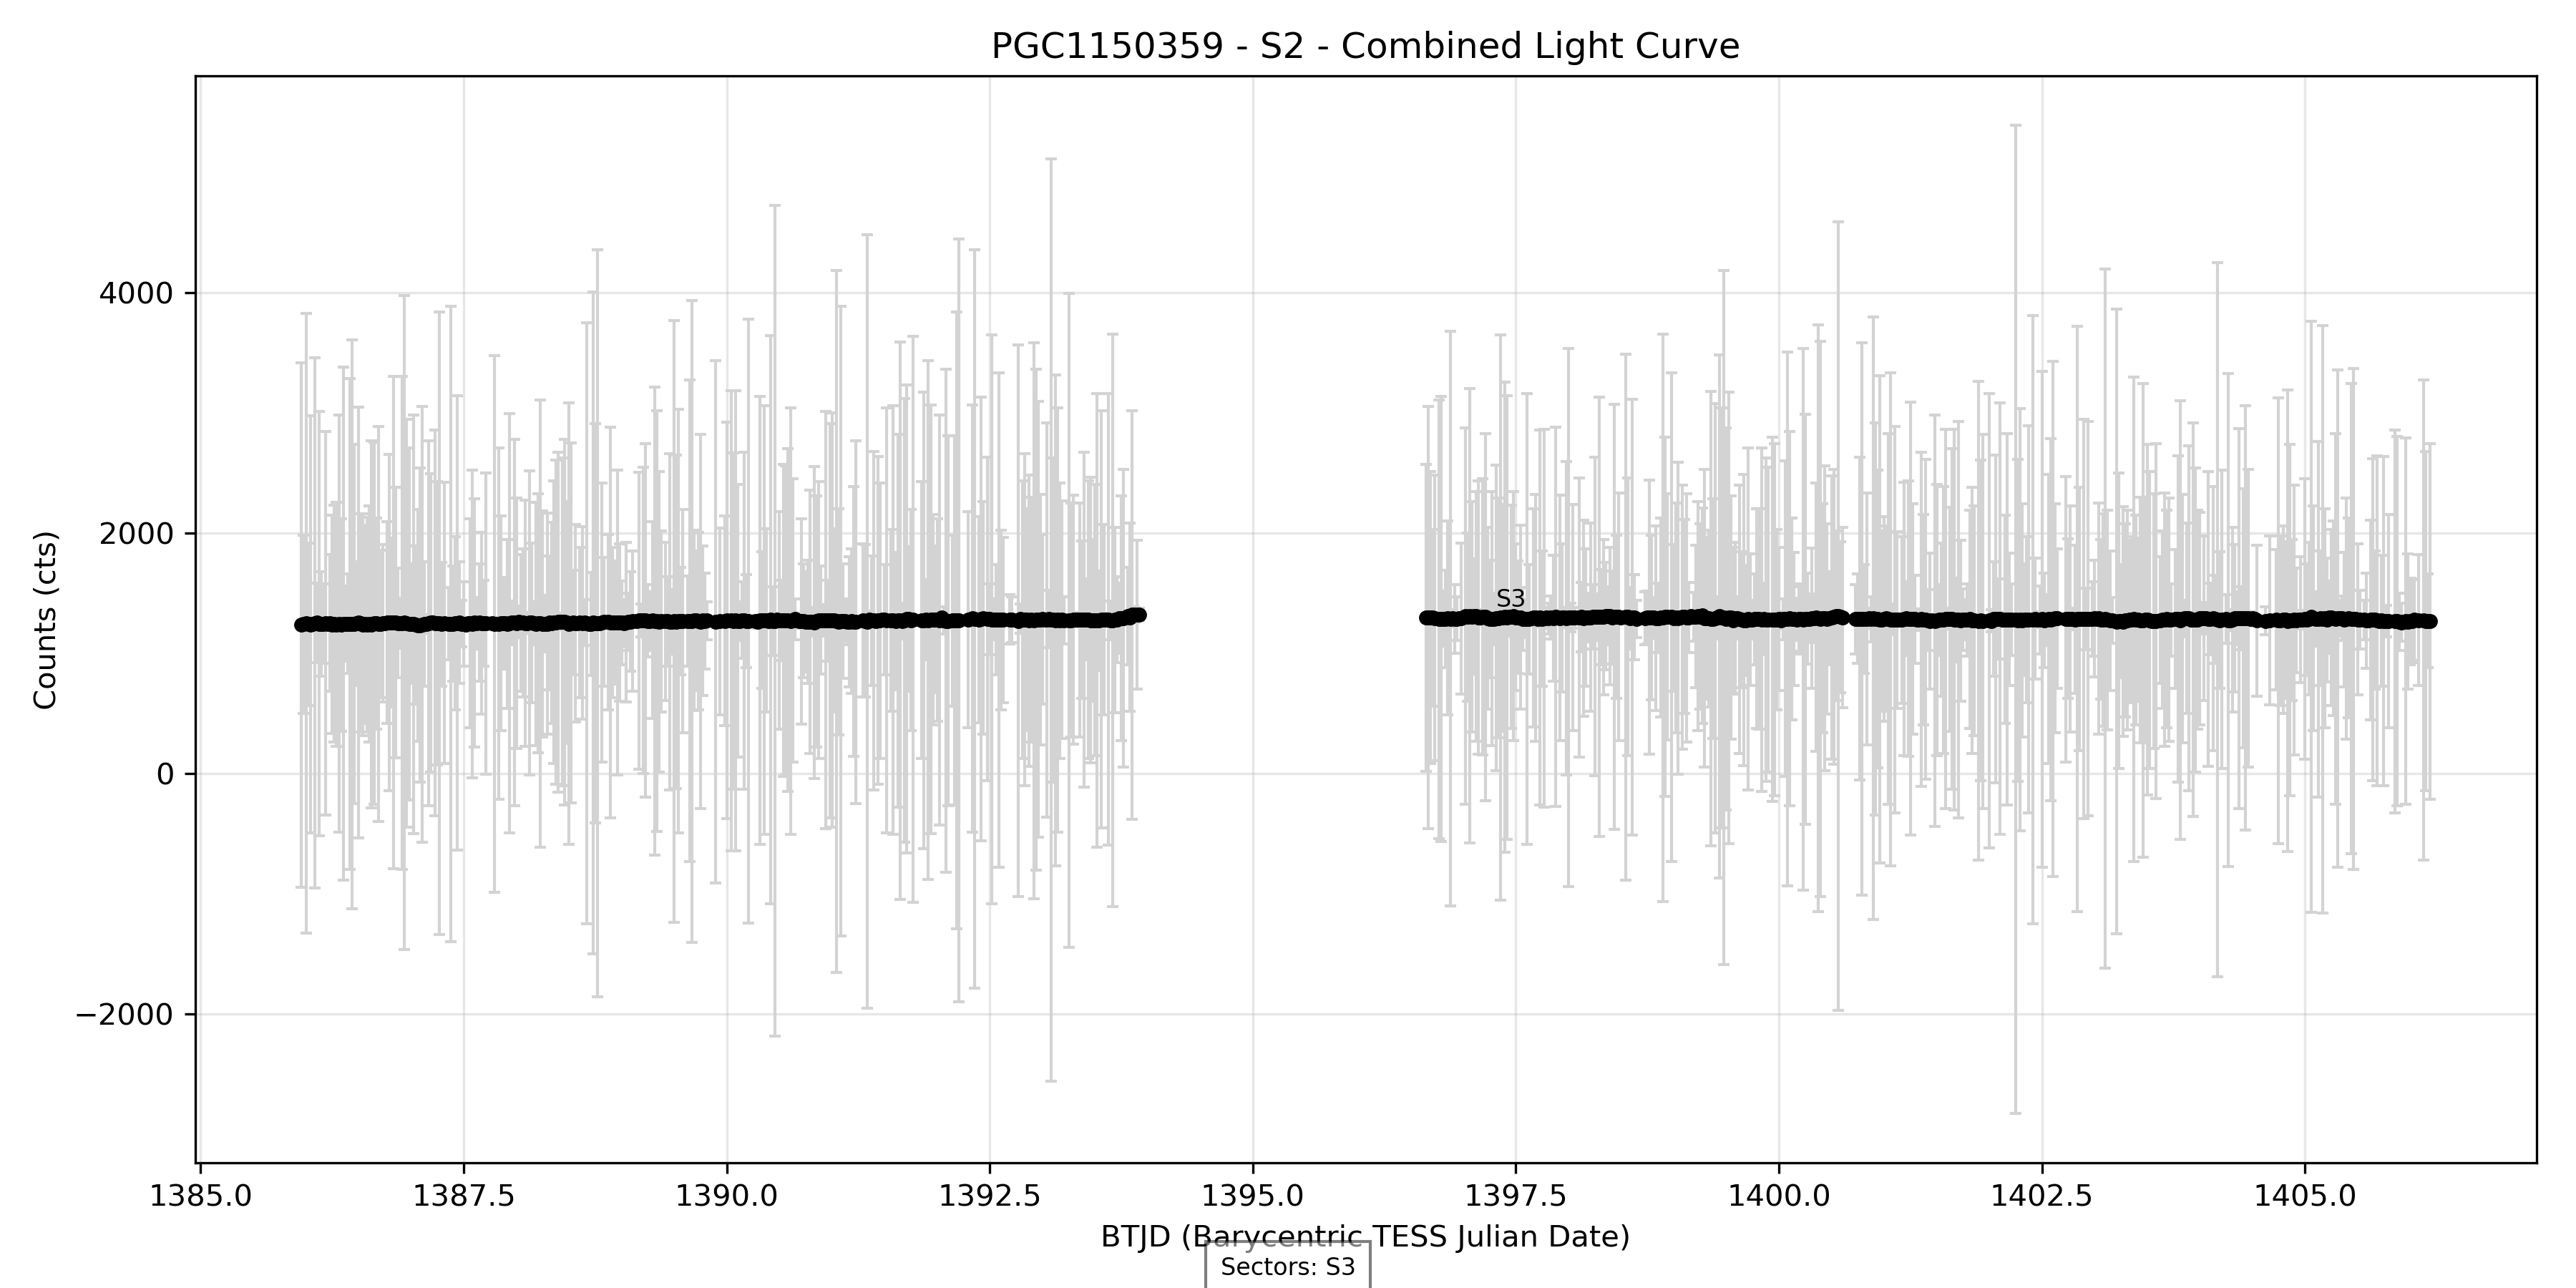 PGC1150359 - S2 - Combined Light Curve
Counts (cts)
4000
2000
0
−2000
S3
1385.0 1387.5 1390.0 1392.5 1395.0 1397.5 1400.0 1402.5 1405.0
BTJD (Barycentric TESS Julian Date)
Sectors: S3